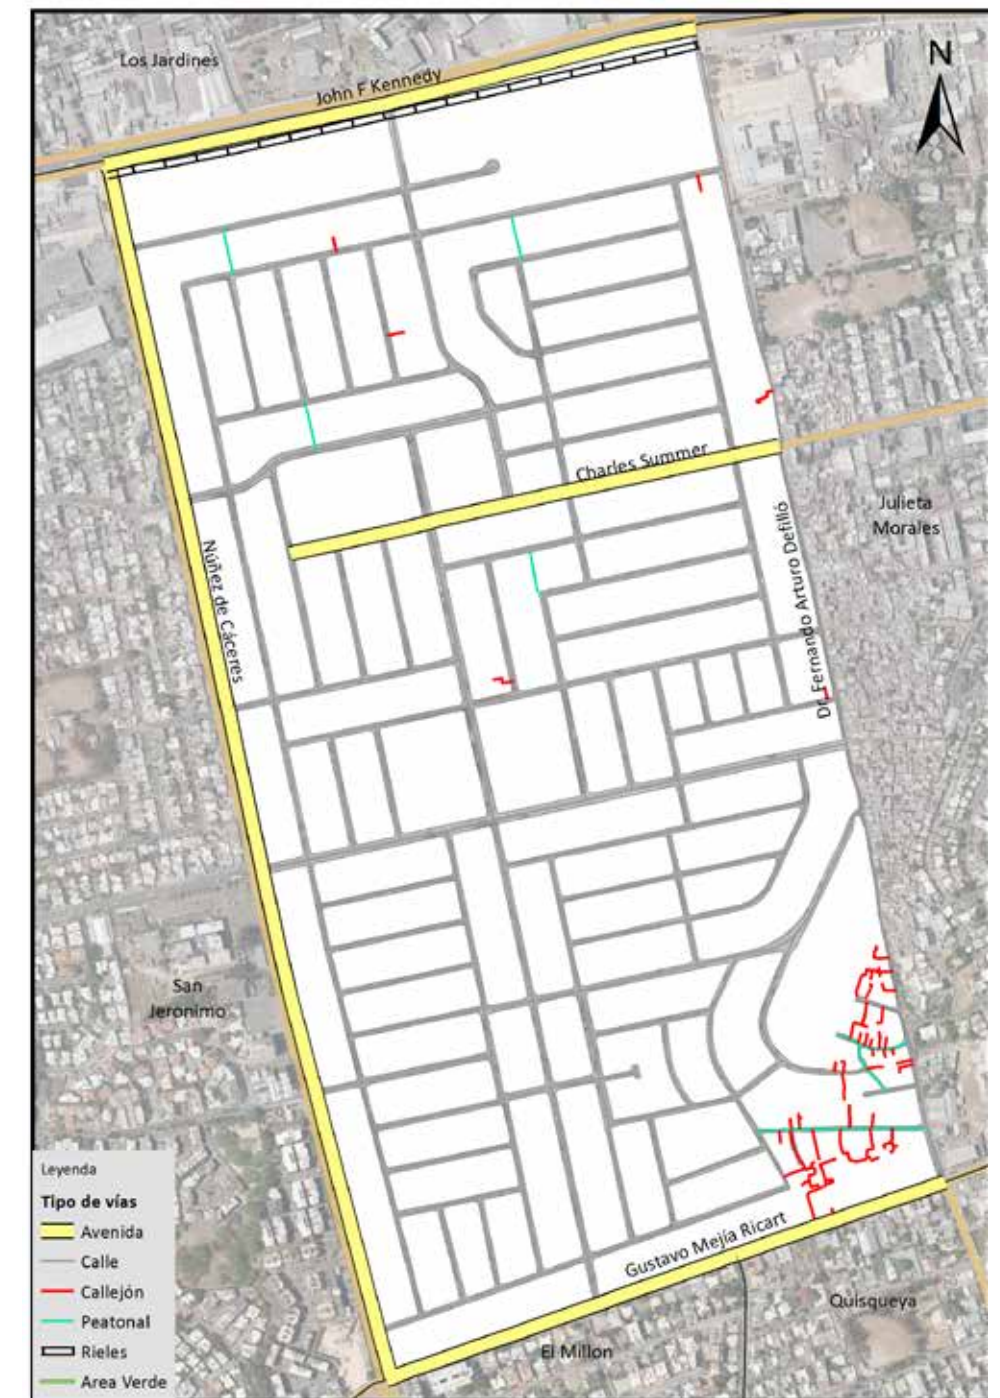 Los Jardines
John F Kennedy
N
Charles Summer
Julieta
Morales
Núñez de Cáceres
Dr. Fernando Arturo Defilló
San
Jeronimo
Gustavo Mejía Ricart
Quisqueya
El Millon
Leyenda
Tipo de vías
Avenida
Calle
Callejón
Peatonal
Rieles
Area Verde